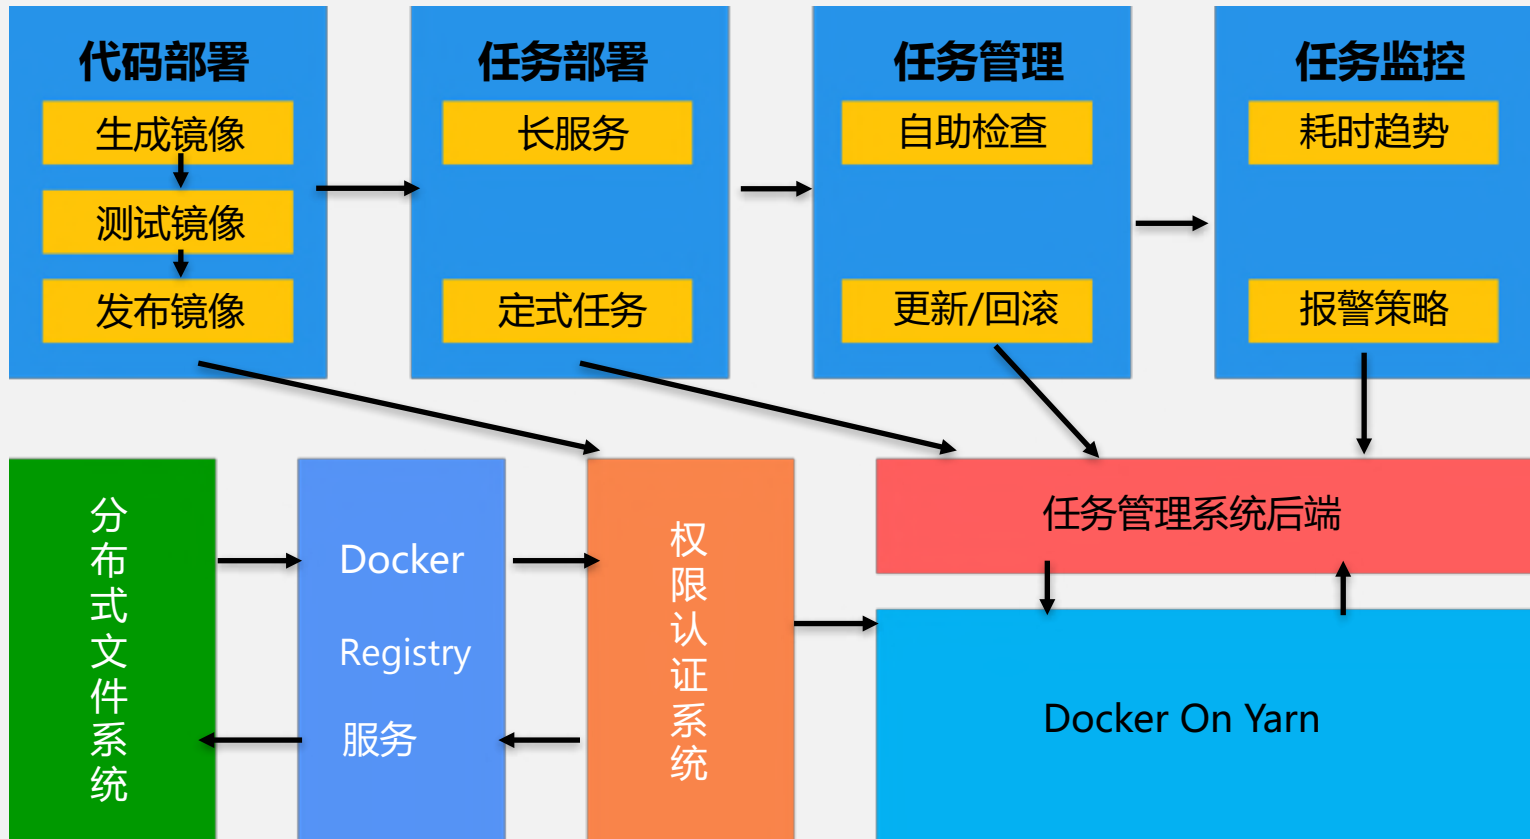 代码部署
生成镜像
测试镜像
发布镜像
任务部署
长服务
定式任务
任务管理
自助检查
更新/回滚
任务监控
耗时趋势
报警策略
分布式文件系统
Docker
Registry
服务
权限认证系统
任务管理系统后端
Docker On Yarn